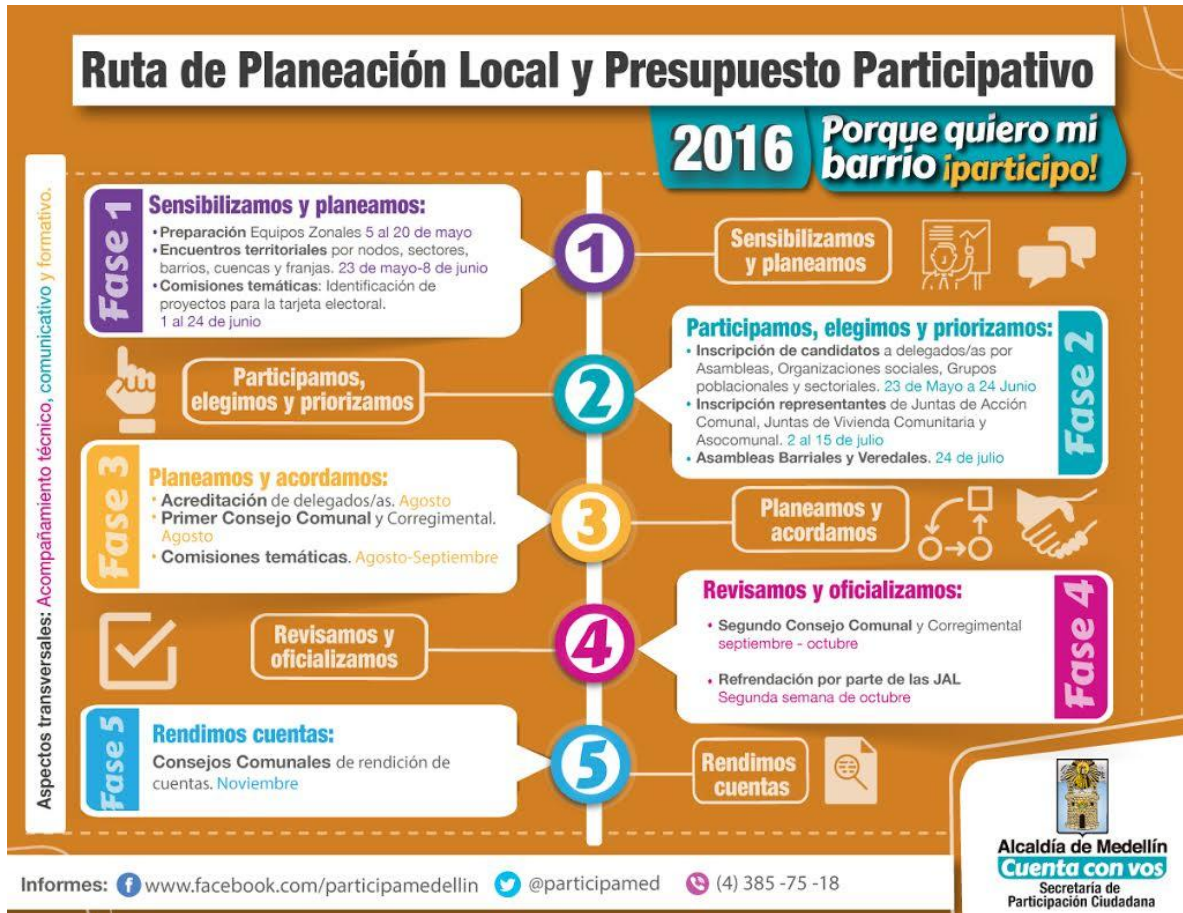 Ruta de Planeación Local y Presupuesto Participativo
2016
Porque quiero mi
barrio ¡participo!
Aspectos transversales: Acompañamiento técnico, comunicativo y formativo.
Fase 1
Sensibilizamos y planeamos:
• Preparación Equipos Zonales 5 al 20 de mayo
• Encuentros territoriales por nodos, sectores,
barrios, cuencas y franjas. 23 de mayo-8 de junio
• Comisiones temáticas: Identificación de
proyectos para la tarjeta electoral.
1 al 24 de junio
1
Sensibilizamos
y planeamos
Participamos,
elegimos y priorizamos
2
Participamos, elegimos y priorizamos:
• Inscripción de candidatos a delegados/as por
Asambleas, Organizaciones sociales, Grupos
poblacionales y sectoriales. 23 de Mayo a 24 Junio
• Inscripción representantes de Juntas de Acción
Comunal, Juntas de Vivienda Comunitaria y
Asocomunal. 2 al 15 de julio
• Asambleas Barriales y Veredales. 24 de julio
Fase 2
Fase 3
Planeamos y acordamos:
• Acreditación de delegados/as. Agosto
• Primer Consejo Comunal y Corregimental.
Agosto
• Comisiones temáticas. Agosto-Septiembre
3
Planeamos y
acordamos
Revisamos y
oficializamos
4
Revisamos y oficializamos:
• Segundo Consejo Comunal y Corregimental
septiembre - octubre
• Refrendación por parte de las JAL
Segunda semana de octubre
Fase 4
Fase 5
Rendimos cuentas:
Consejos Comunales de rendición de
cuentas. Noviembre
5
Rendimos
cuentas
Informes: www.facebook.com/participamedellin @participamed (4) 385 -75 -18
Alcaldía de Medellín
Cuenta con vos
Secretaría de
Participación Ciudadana